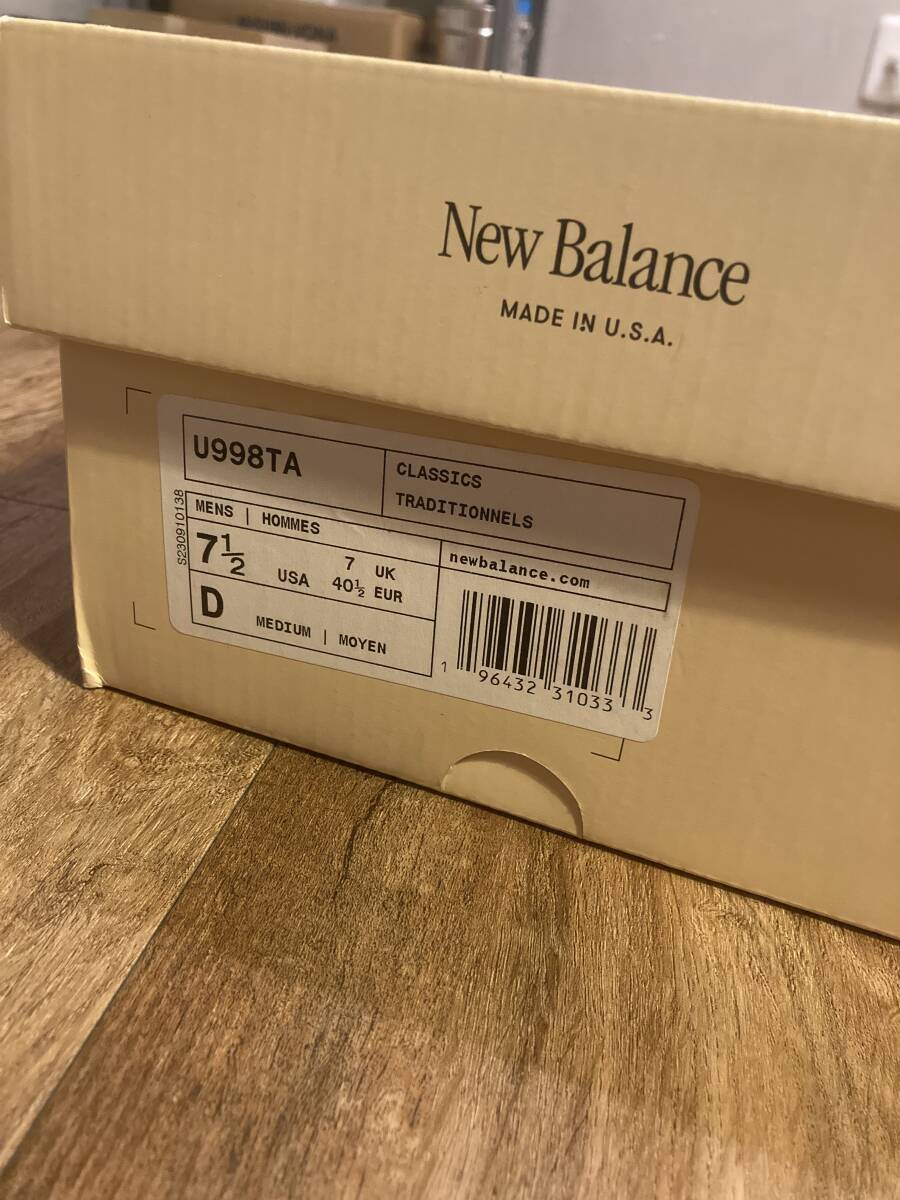 New Balance
MADE IN U.S.A.
U998TA
CLASSICS
TRADITIONNELS
S230910138
MENS | HOMMES
7½ USA
7 UK
40½ EUR
D
MEDIUM | MOYEN
newbalance.com
1 96432 31033 3